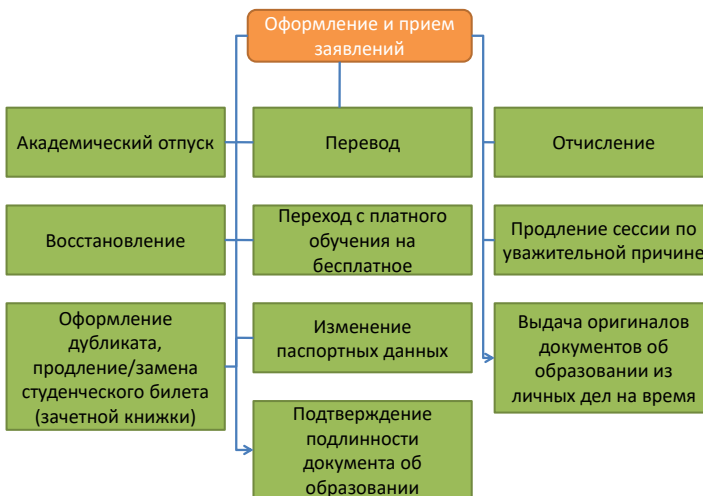 Оформление и прием
заявлений
Академический отпуск
Перевод
Отчисление
Восстановление
Переход с платного
обучения на
бесплатное
Продление сессии по
уважительной причине
Оформление
дубликата,
продление/замена
студенческого билета
(зачетной книжки)
Изменение
паспортных данных
Выдача оригиналов
документов об
образовании из
личных дел на время
Подтверждение
подлинности
документа об
образовании